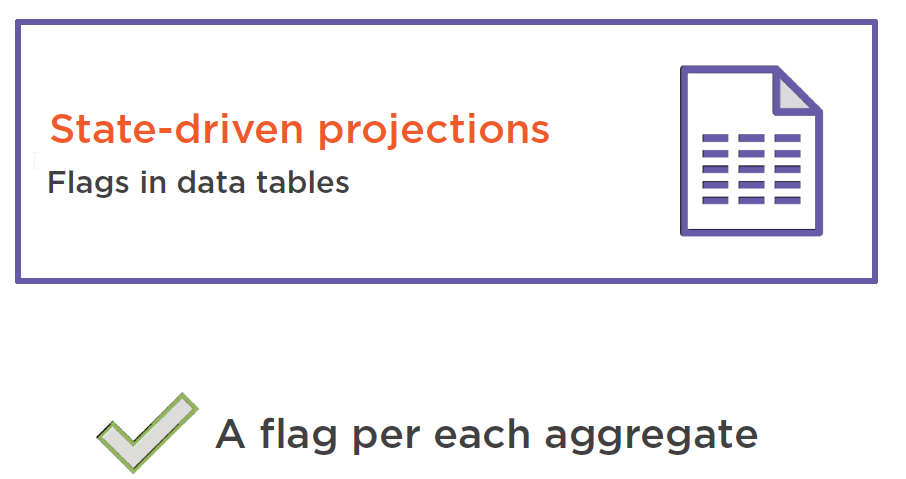 State-driven projections
Flags in data tables
A flag per each aggregate